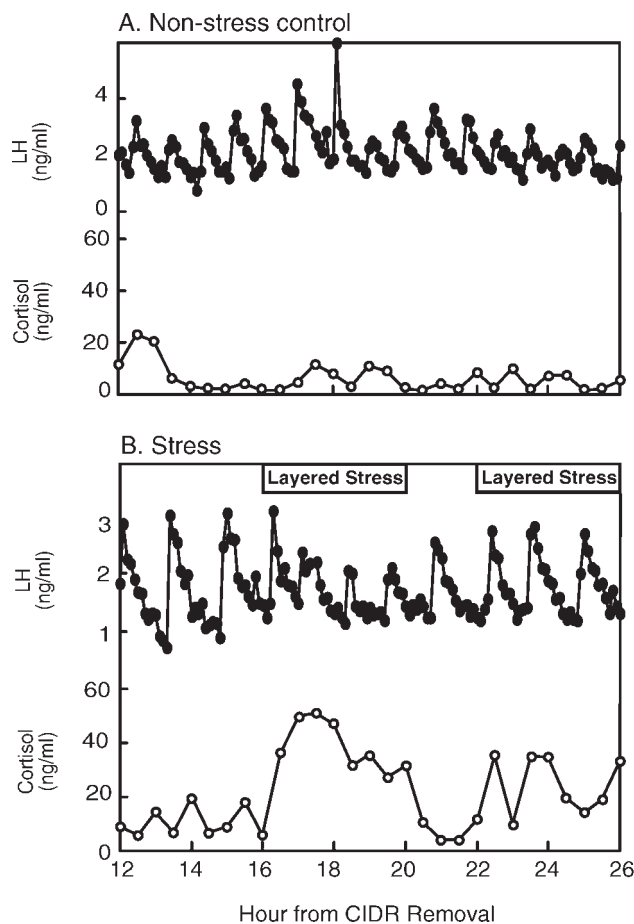 A. Non-stress control
4
2
0
LH
(ng/ml)
60
40
20
0
Cortisol
(ng/ml)
B. Stress
Layered Stress
Layered Stress
3
2
1
LH
(ng/ml)
60
40
20
0
Cortisol
(ng/ml)
12 14 16 18 20 22 24 26
Hour from CIDR Removal